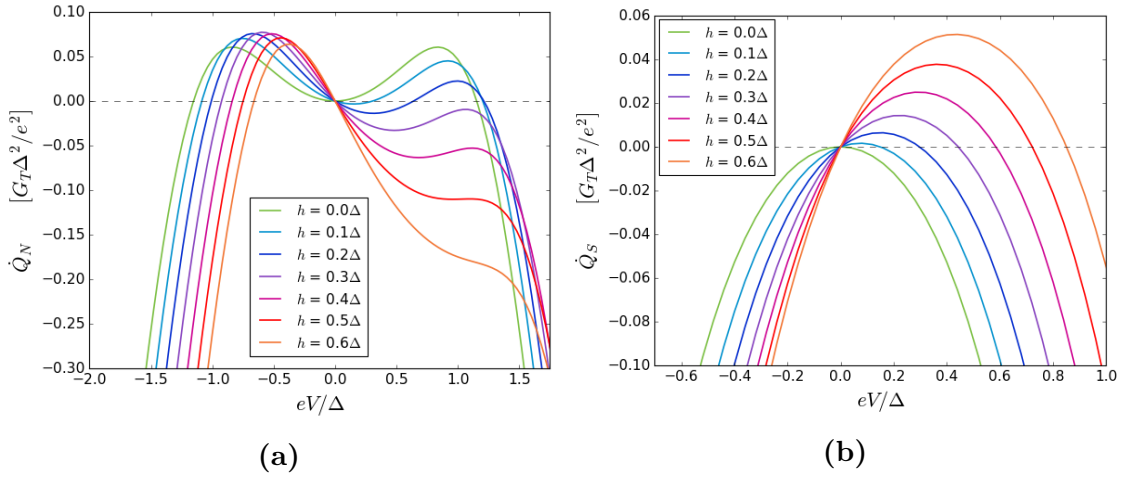 0.10
0.05
0.00
−0.05
−0.10
−0.15
−0.20
−0.25
−0.30
Q̇_N [G_TΔ²/e²]
h = 0.0Δ
h = 0.1Δ
h = 0.2Δ
h = 0.3Δ
h = 0.4Δ
h = 0.5Δ
h = 0.6Δ
−2.0 −1.5 −1.0 −0.5 0.0 0.5 1.0 1.5
eV/Δ
(a)
0.06
0.04
0.02
0.00
−0.02
−0.04
−0.06
−0.08
−0.10
Q̇_S [G_TΔ²/e²]
h = 0.0Δ
h = 0.1Δ
h = 0.2Δ
h = 0.3Δ
h = 0.4Δ
h = 0.5Δ
h = 0.6Δ
−0.6 −0.4 −0.2 0.0 0.2 0.4 0.6 0.8 1.0
eV/Δ
(b)